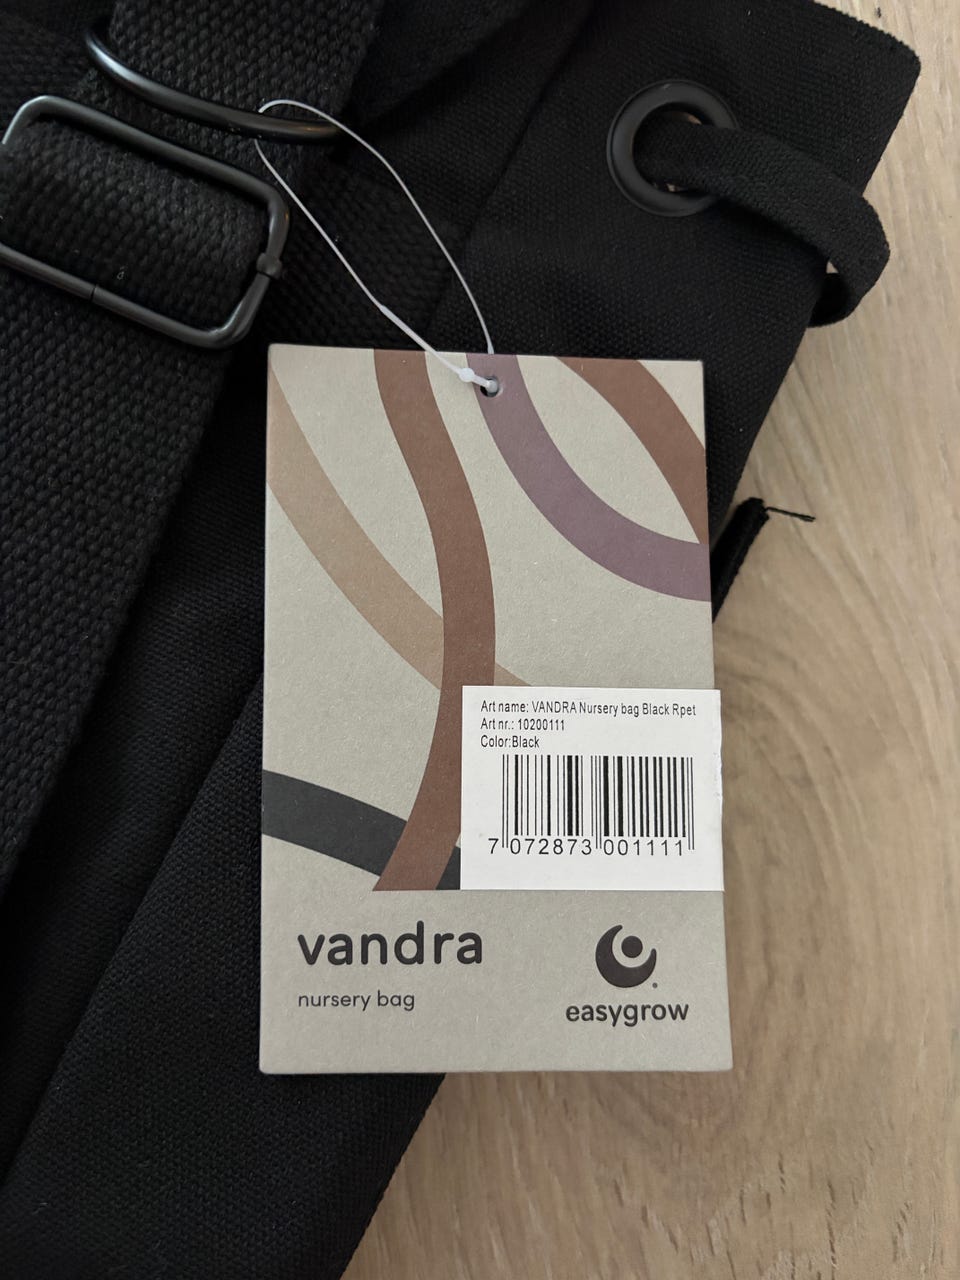 Art name: VANDRA Nursery bag Black Rpet
Art nr.: 10200111
Color:Black
7 072873 001111
vandra
nursery bag
easygrow